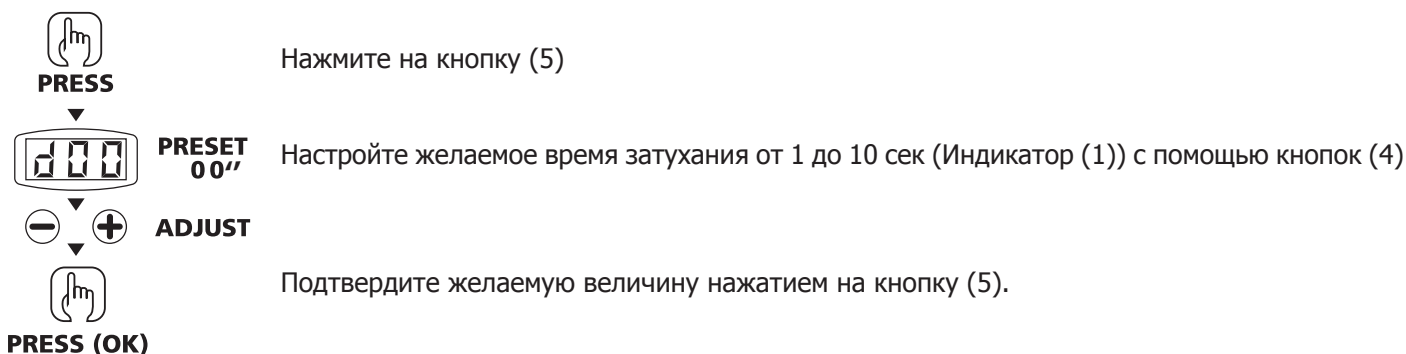 PRESS
Нажмите на кнопку (5)
d00
PRESET
00″
Настройте желаемое время затухания от 1 до 10 сек (Индикатор (1)) с помощью кнопок (4)
ADJUST
Подтвердите желаемую величину нажатием на кнопку (5).
PRESS (OK)